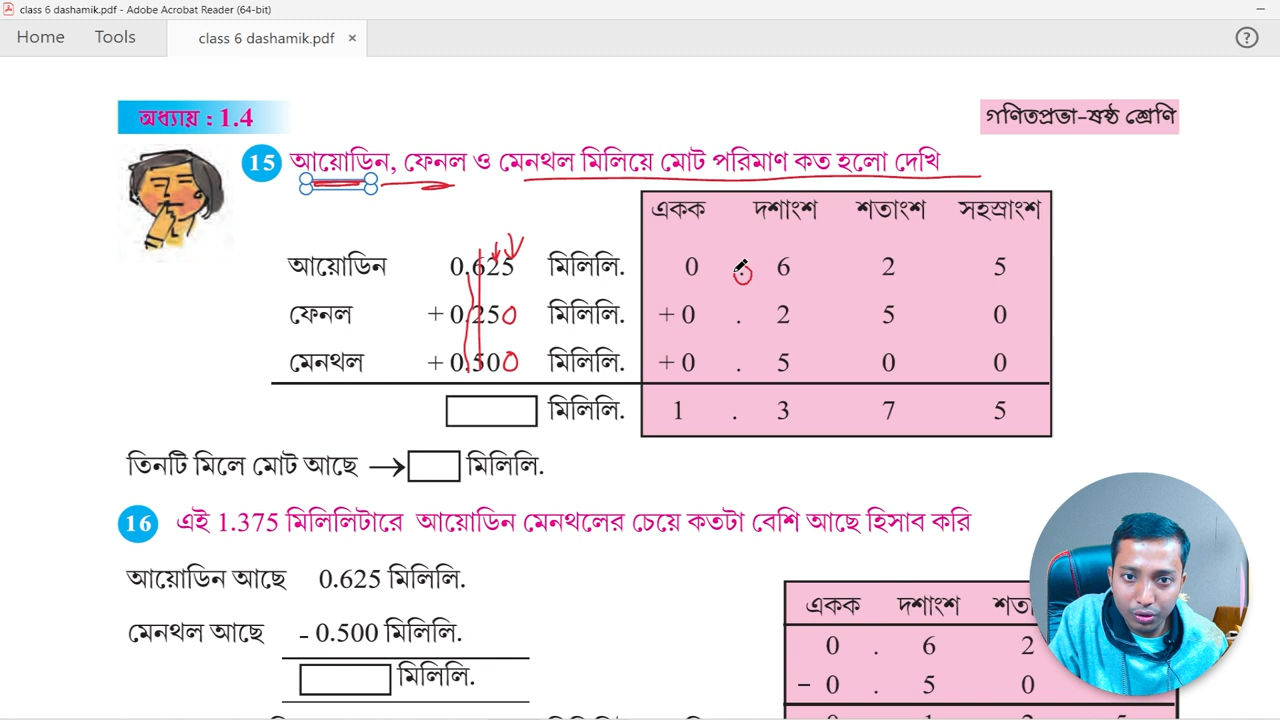 class 6 dashamik.pdf - Adobe Acrobat Reader (64-bit)
Home Tools class 6 dashamik.pdf × ?
অধ্যায় : 1.4
গণিতপ্রভা-ষষ্ঠ শ্রেণি
15 আয়োডিন, ফেনল ও মেনথল মিলিয়ে মোট পরিমাণ কত হলো দেখি
একক দশাংশ শতাংশ সহস্রাংশ
আয়োডিন 0.625 মিলিলি. 0 . 6 2 5
ফেনল + 0.250 মিলিলি. + 0 . 2 5 0
মেনথল + 0.500 মিলিলি. + 0 . 5 0 0
মিলিলি. 1 . 3 7 5
তিনটি মিলে মোট আছে → মিলিলি.
16 এই 1.375 মিলিলিটারে আয়োডিন মেনথলের চেয়ে কতটা বেশি আছে হিসাব করি
আয়োডিন আছে 0.625 মিলিলি.
মেনথল আছে - 0.500 মিলিলি.
মিলিলি.
একক দশাংশ
0 . 6 2
- 0 . 5 0